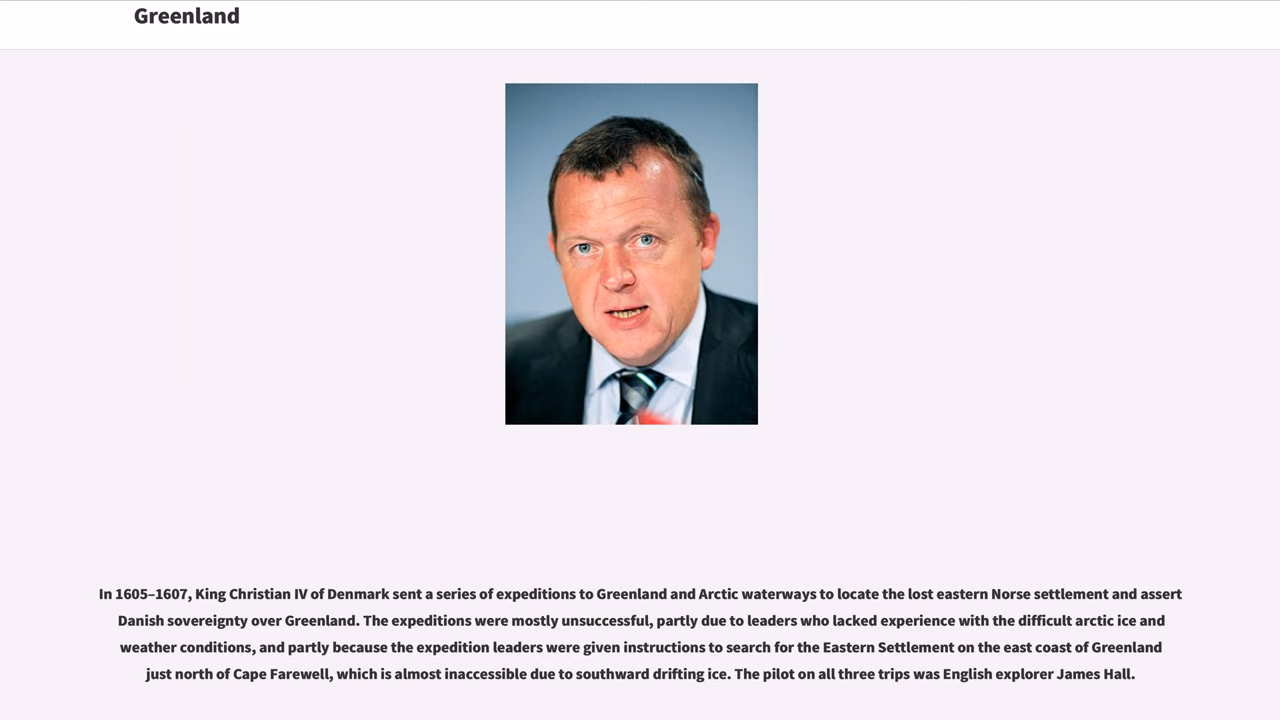 Greenland
In 1605–1607, King Christian IV of Denmark sent a series of expeditions to Greenland and Arctic waterways to locate the lost eastern Norse settlement and assert
Danish sovereignty over Greenland. The expeditions were mostly unsuccessful, partly due to leaders who lacked experience with the difficult arctic ice and
weather conditions, and partly because the expedition leaders were given instructions to search for the Eastern Settlement on the east coast of Greenland
just north of Cape Farewell, which is almost inaccessible due to southward drifting ice. The pilot on all three trips was English explorer James Hall.